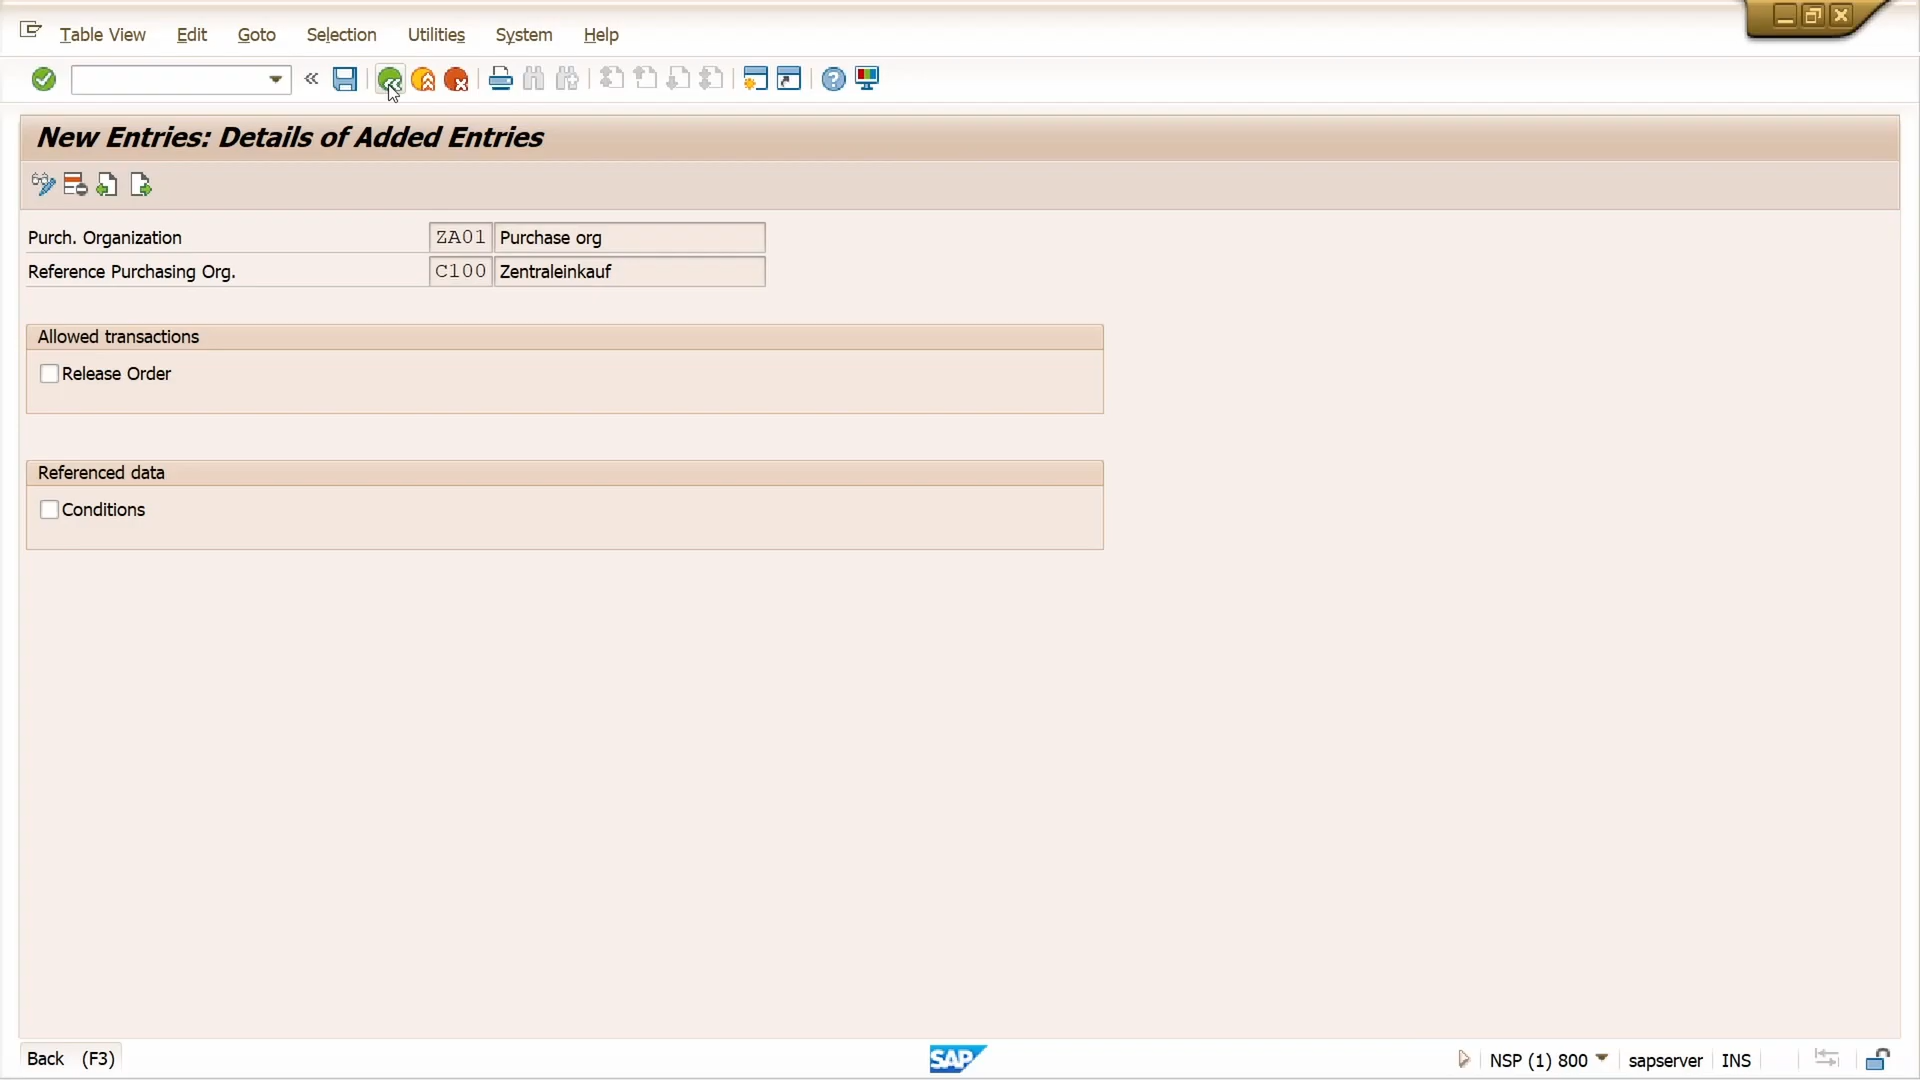 Table View Edit Goto Selection Utilities System Help
New Entries: Details of Added Entries
Purch. Organization ZA01 Purchase org
Reference Purchasing Org. C100 Zentraleinkauf
Allowed transactions
Release Order
Referenced data
Conditions
Back (F3) SAP NSP (1) 800 sapserver INS